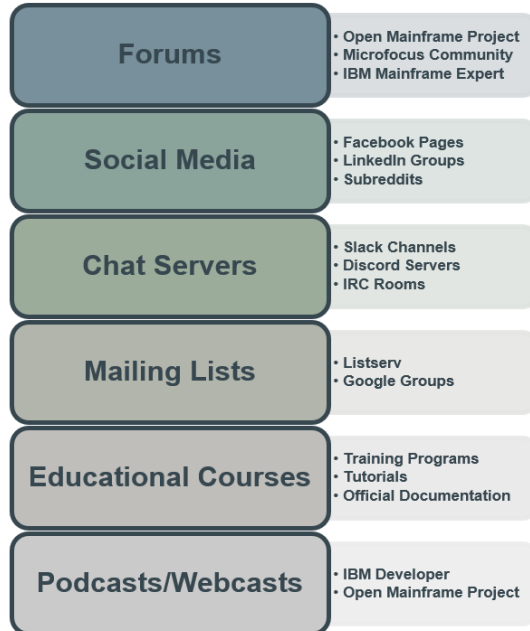 Forums
• Open Mainframe Project
• Microfocus Community
• IBM Mainframe Expert
Social Media
• Facebook Pages
• LinkedIn Groups
• Subreddits
Chat Servers
• Slack Channels
• Discord Servers
• IRC Rooms
Mailing Lists
• Listserv
• Google Groups
Educational Courses
• Training Programs
• Tutorials
• Official Documentation
Podcasts/Webcasts
• IBM Developer
• Open Mainframe Project